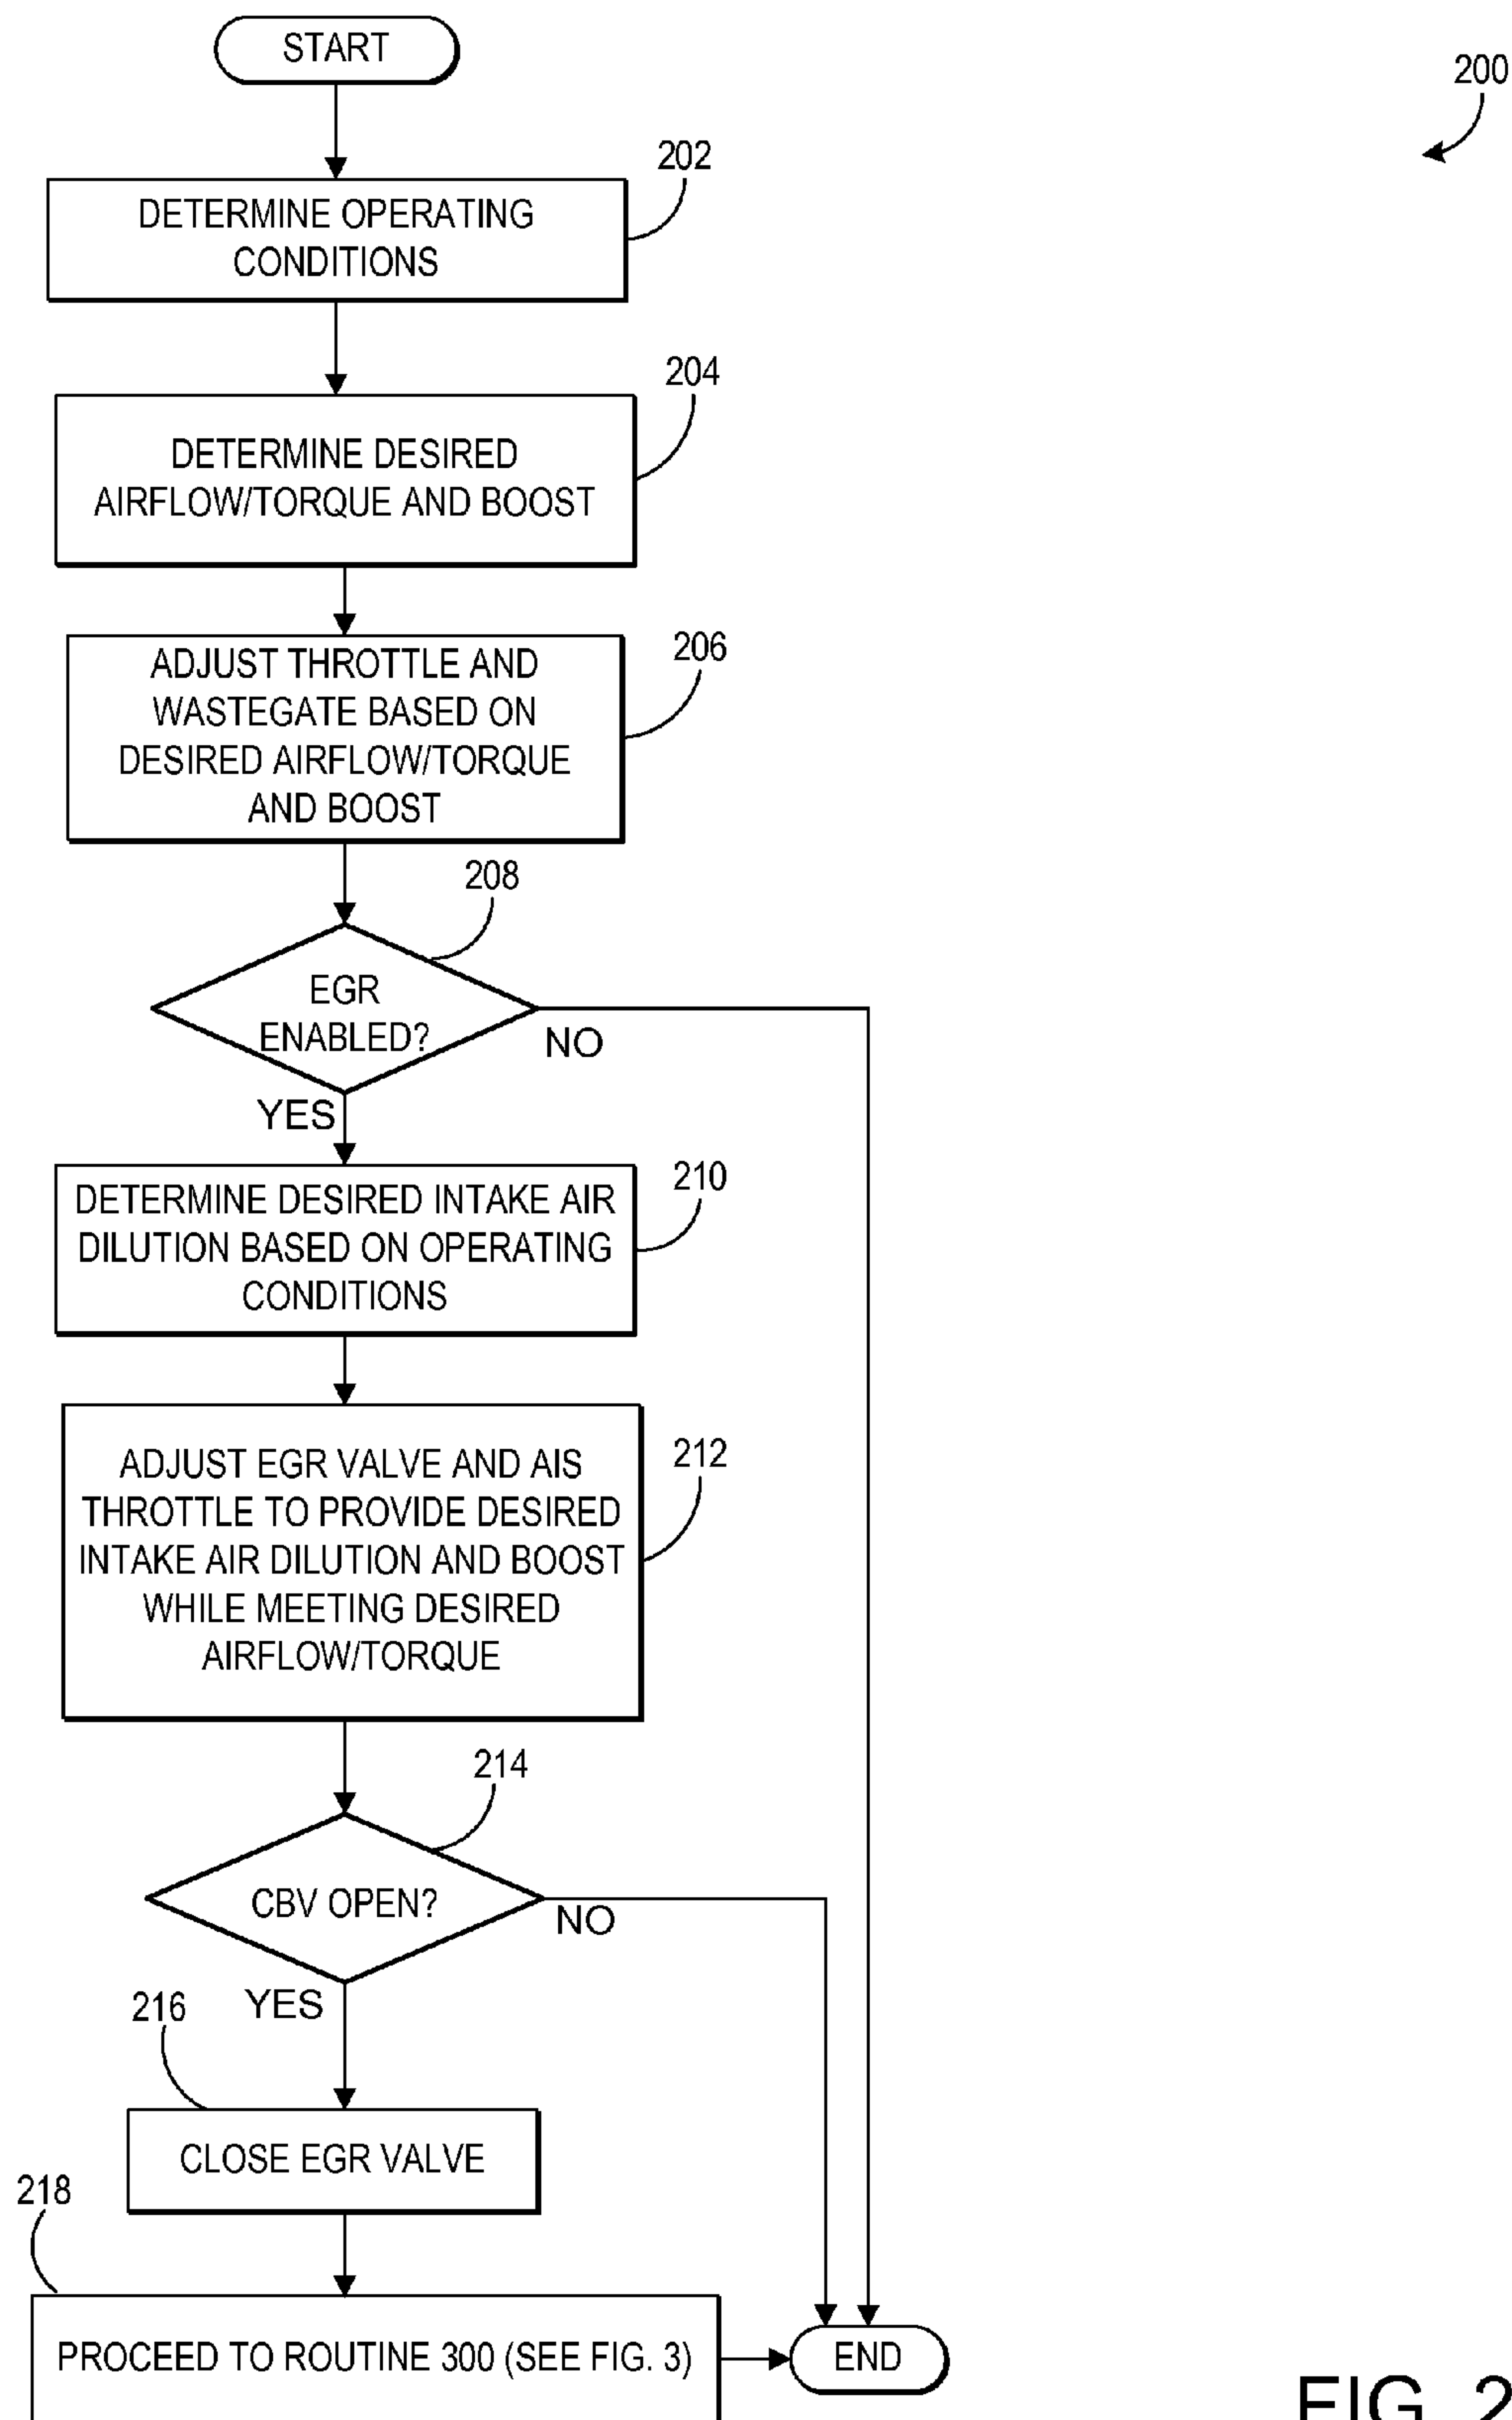 START
200
202
DETERMINE OPERATING
CONDITIONS
204
DETERMINE DESIRED
AIRFLOW/TORQUE AND BOOST
206
ADJUST THROTTLE AND
WASTEGATE BASED ON
DESIRED AIRFLOW/TORQUE
AND BOOST
208
EGR
ENABLED?
NO
YES
210
DETERMINE DESIRED INTAKE AIR
DILUTION BASED ON OPERATING
CONDITIONS
212
ADJUST EGR VALVE AND AIS
THROTTLE TO PROVIDE DESIRED
INTAKE AIR DILUTION AND BOOST
WHILE MEETING DESIRED
AIRFLOW/TORQUE
214
CBV OPEN?
NO
YES
216
CLOSE EGR VALVE
218
PROCEED TO ROUTINE 300 (SEE FIG. 3)
END
FIG. 2